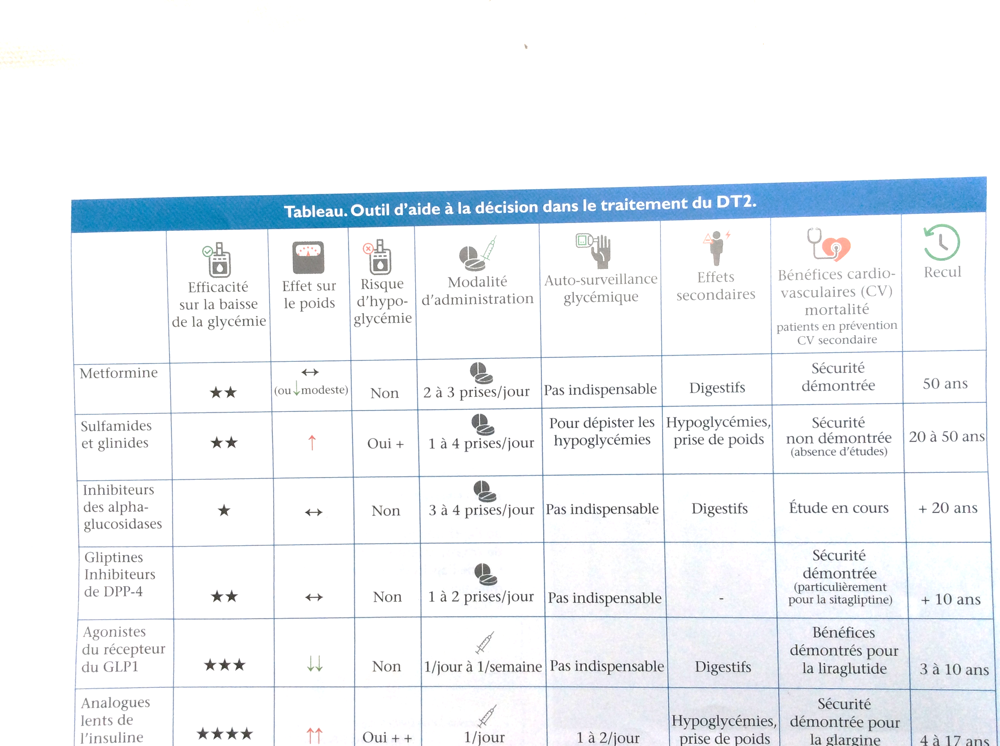 Tableau. Outil d'aide à la décision dans le traitement du DT2.
Efficacité
sur la baisse
de la glycémie
Effet sur
le poids
Risque
d'hypo-
glycémie
Modalité
d'administration
Auto-surveillance
glycémique
Effets
secondaires
Bénéfices cardio-
vasculaires (CV)
mortalité
patients en prévention
CV secondaire
Recul
Metformine
★★
↔
(ou ↓ modeste)
Non
2 à 3 prises/jour
Pas indispensable
Digestifs
Sécurité
démontrée
50 ans
Sulfamides
et glinides
★★
↑
Oui +
1 à 4 prises/jour
Pour dépister les
hypoglycémies
Hypoglycémies,
prise de poids
Sécurité
non démontrée
(absence d'études)
20 à 50 ans
Inhibiteurs
des alpha-
glucosidases
★
↔
Non
3 à 4 prises/jour
Pas indispensable
Digestifs
Étude en cours
+ 20 ans
Gliptines
Inhibiteurs
de DPP-4
★★
↔
Non
1 à 2 prises/jour
Pas indispensable
-
Sécurité
démontrée
(particulièrement
pour la sitagliptine)
+ 10 ans
Agonistes
du récepteur
du GLP1
★★★
↓↓
Non
1/jour à 1/semaine
Pas indispensable
Digestifs
Bénéfices
démontrés pour
la liraglutide
3 à 10 ans
Analogues
lents de
l'insuline
★★★★
↑↑
Oui + +
1/jour
1 à 2/jour
Hypoglycémies,
prise de poids
Sécurité
démontrée pour
la glargine
4 à 17 ans